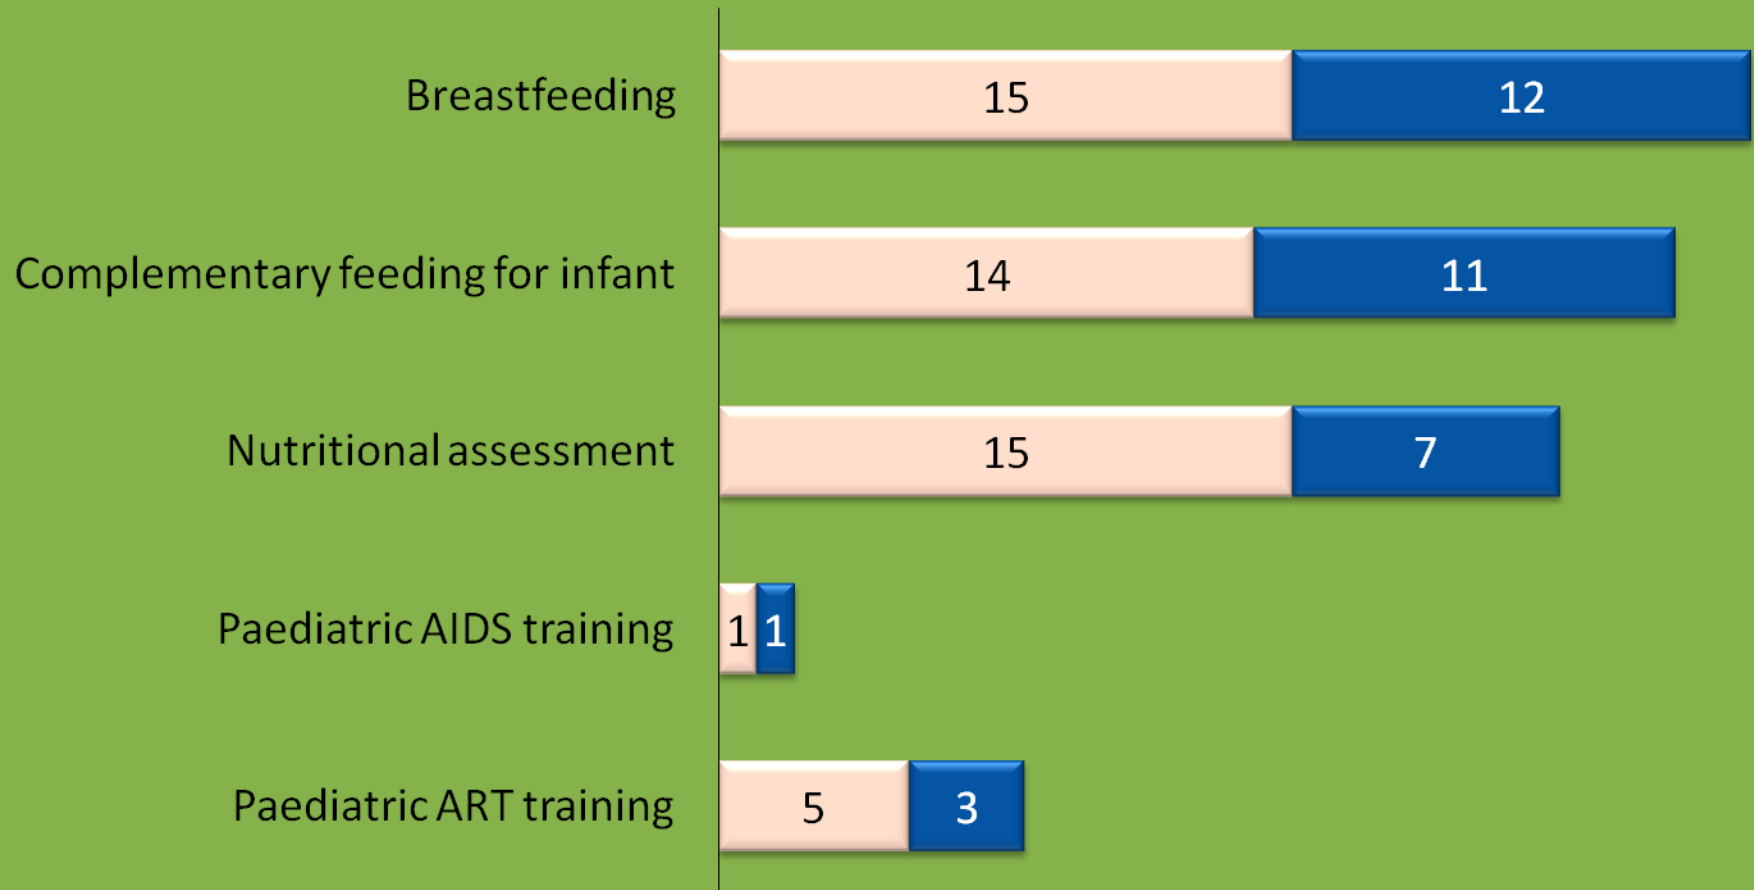 Breastfeeding 15 12
Complementary feeding for infant 14 11
Nutritional assessment 15 7
Paediatric AIDS training 1 1
Paediatric ART training 5 3